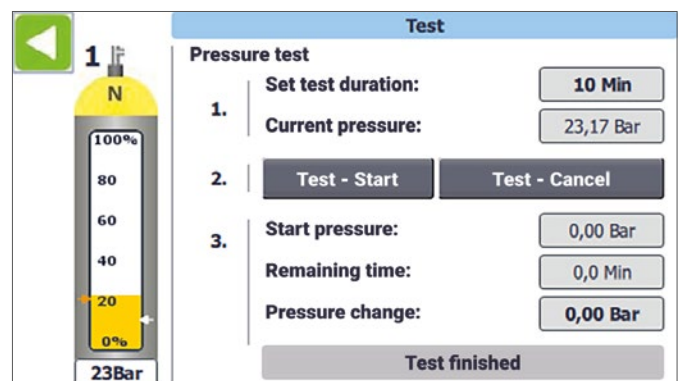 Test
1
N
100%
80
60
40
20
0%
23Bar
Pressure test
1.
Set test duration: 10 Min
Current pressure: 23,17 Bar
2.
Test - Start Test - Cancel
3.
Start pressure: 0,00 Bar
Remaining time: 0,0 Min
Pressure change: 0,00 Bar
Test finished